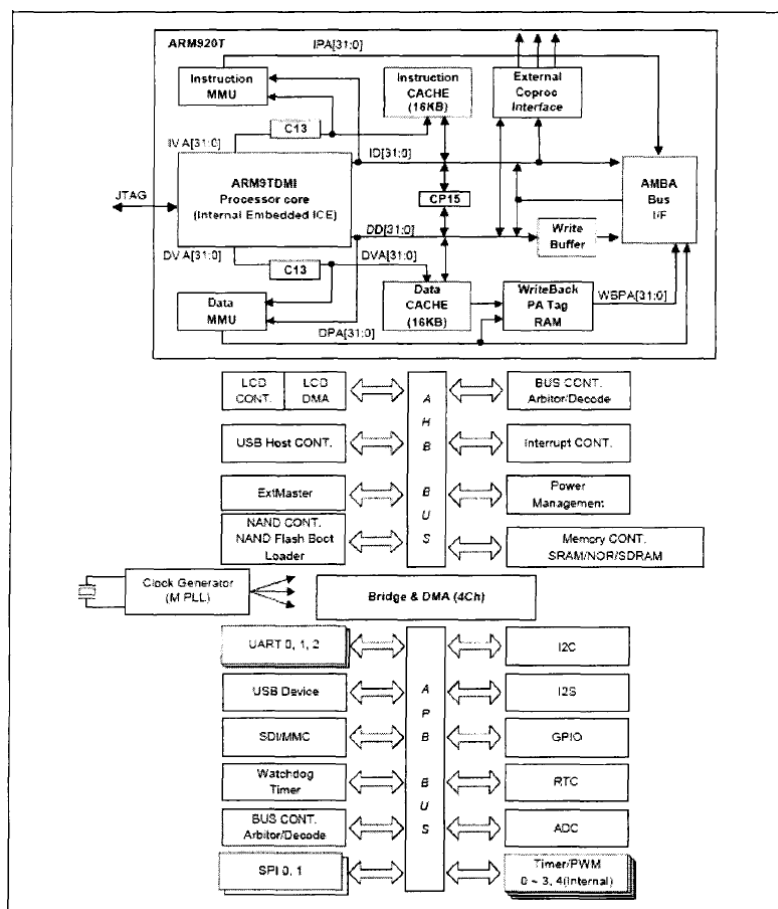 ARM920T
IPA[31:0]
Instruction
MMU
Instruction
CACHE
(16KB)
External
Coproc
Interface
C13
IVA[31:0]
ID[31:0]
JTAG
ARM9TDMI
Processor core
(Internal Embedded ICE)
CP15
AMBA
Bus
I/F
DD[31:0]
Write
Buffer
DVA[31:0]
C13
DVA[31:0]
Data
MMU
Data
CACHE
(16KB)
WriteBack
PA Tag
RAM
WBPA[31:0]
DPA[31:0]
LCD
CONT.
LCD
DMA
AHB BUS
BUS CONT.
Arbitor/Decode
USB Host CONT.
Interrupt CONT.
ExtMaster
Power
Management
NAND CONT.
NAND Flash Boot
Loader
Memory CONT.
SRAM/NOR/SDRAM
Clock Generator
(MPLL)
Bridge & DMA (4Ch)
UART 0, 1, 2
APB BUS
I2C
USB Device
I2S
SDI/MMC
GPIO
Watchdog
Timer
RTC
BUS CONT.
Arbitor/Decode
ADC
SPI 0, 1
Timer/PWM
0 ~ 3, 4(Internal)